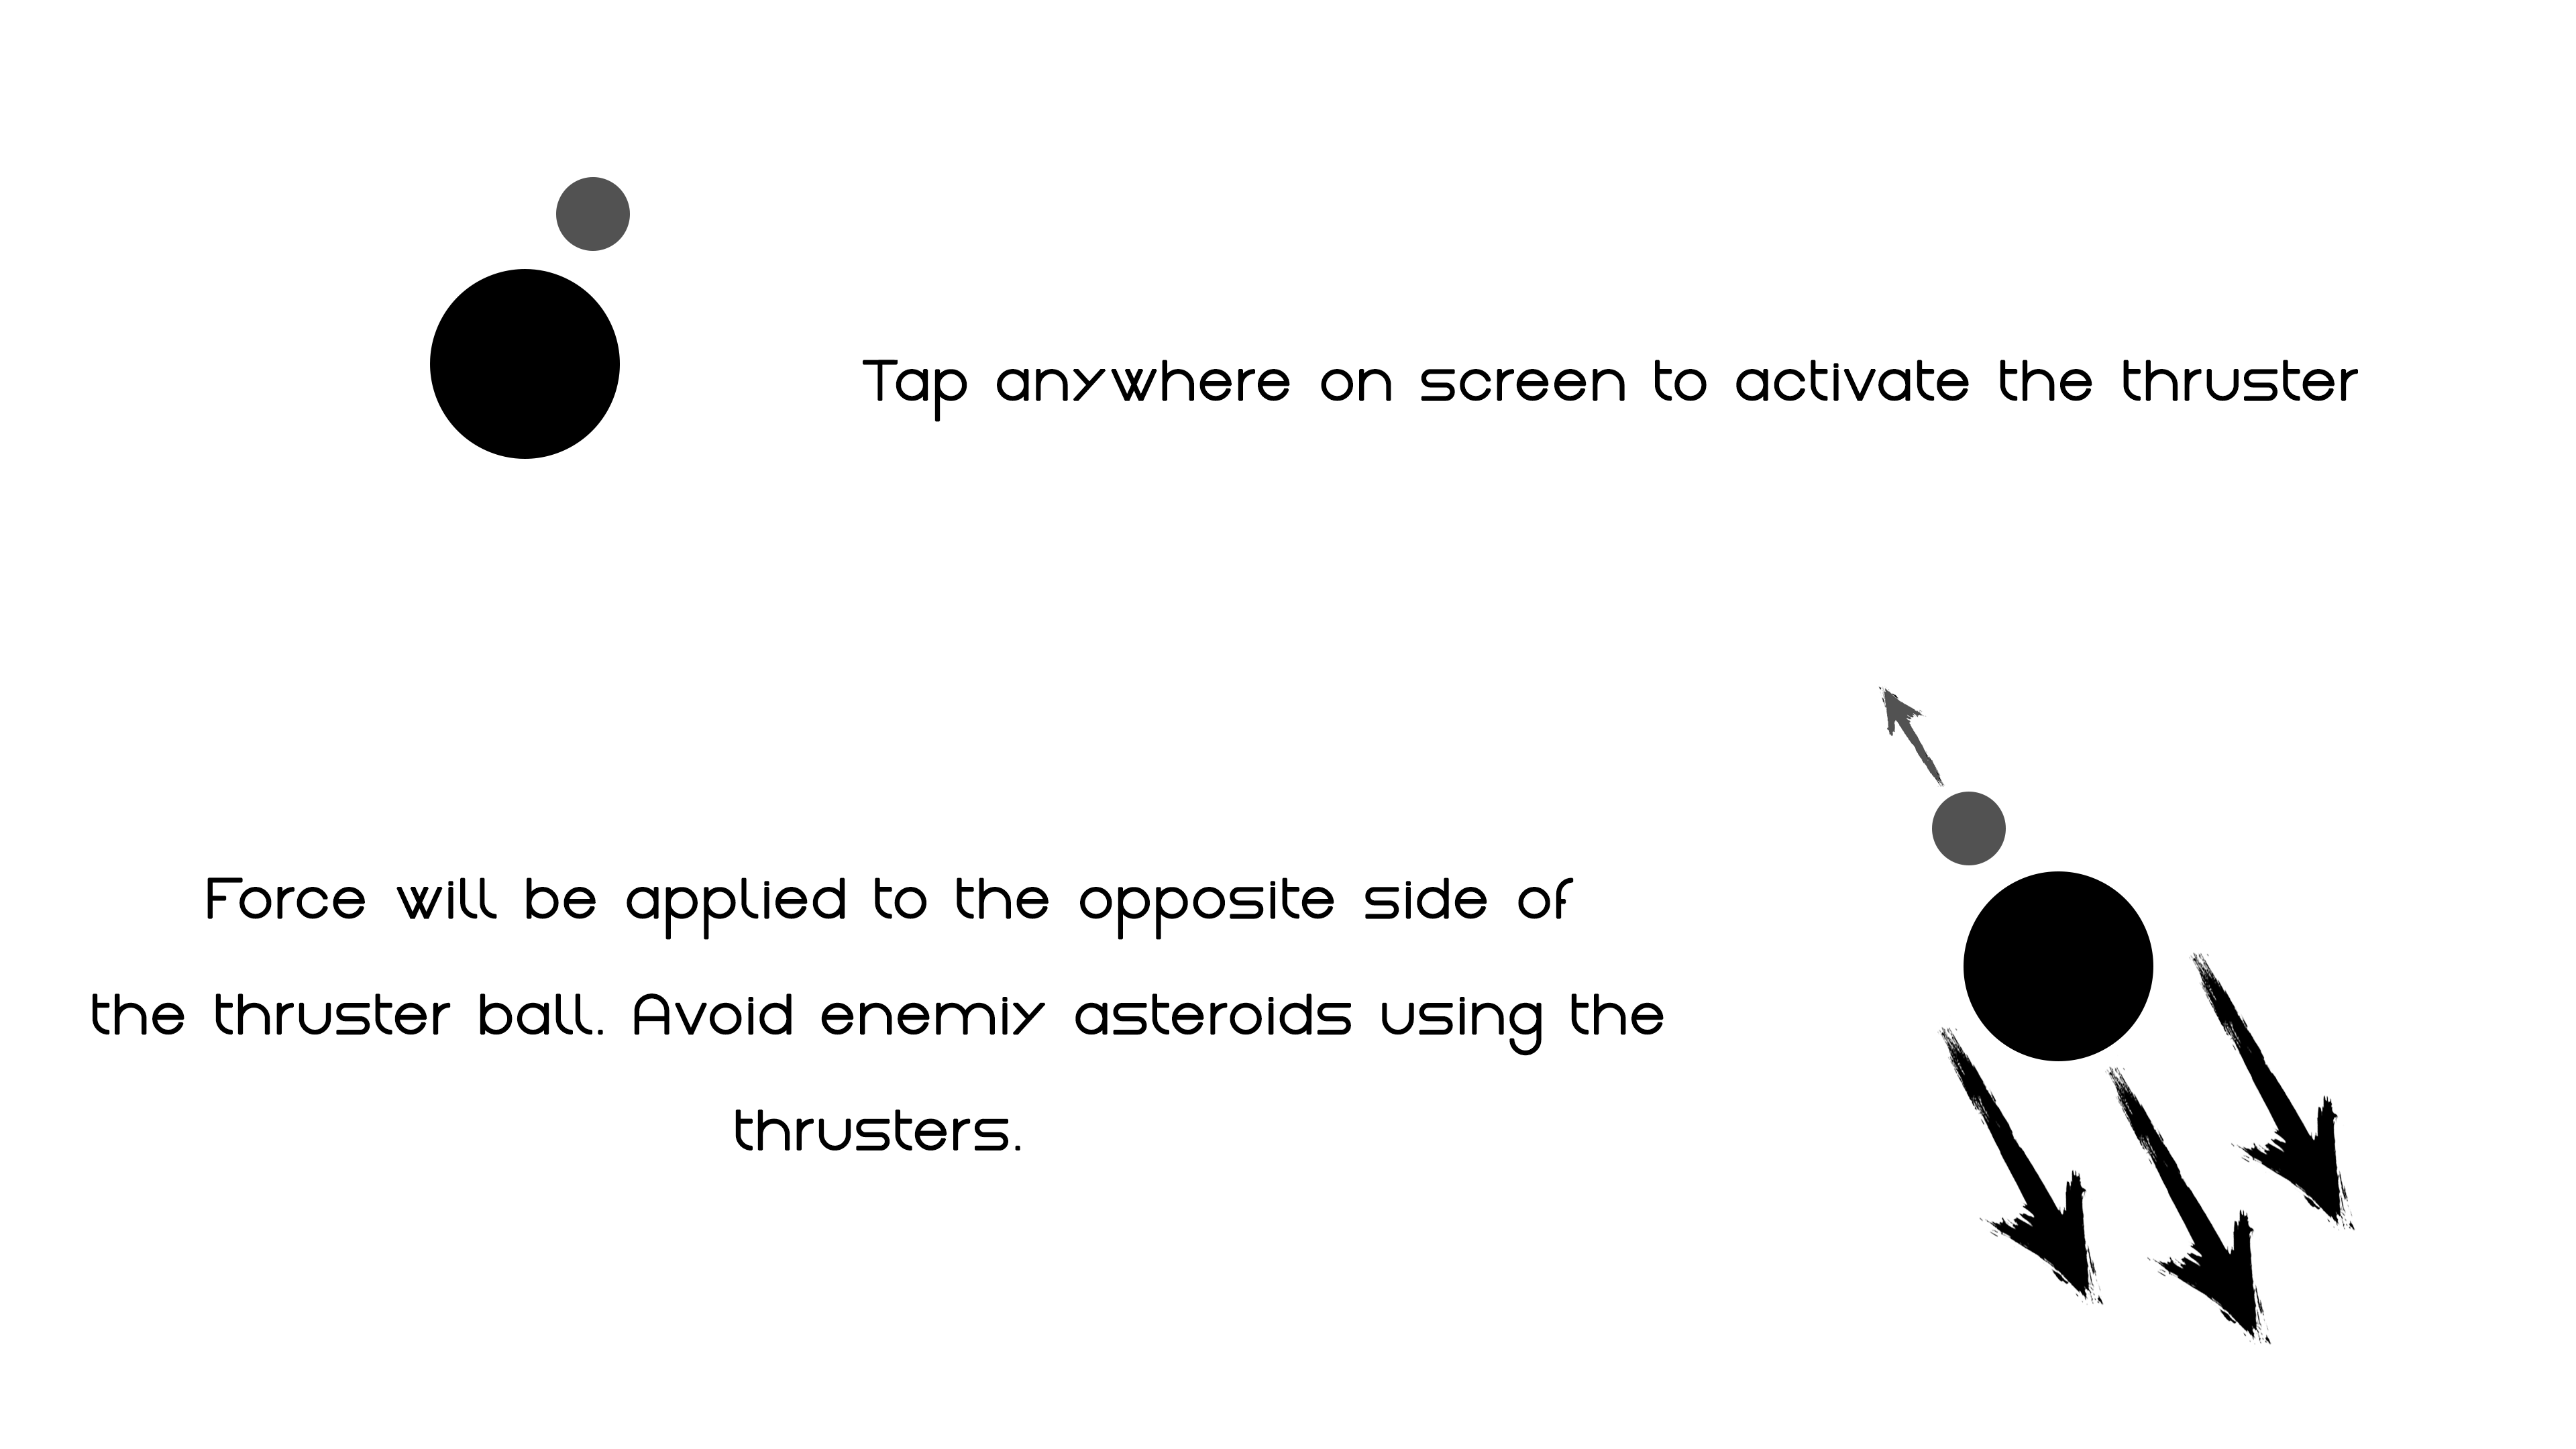 Tap anywhere on screen to activate the thruster
Force will be applied to the opposite side of
the thruster ball. Avoid enemiy asteroids using the
thrusters.